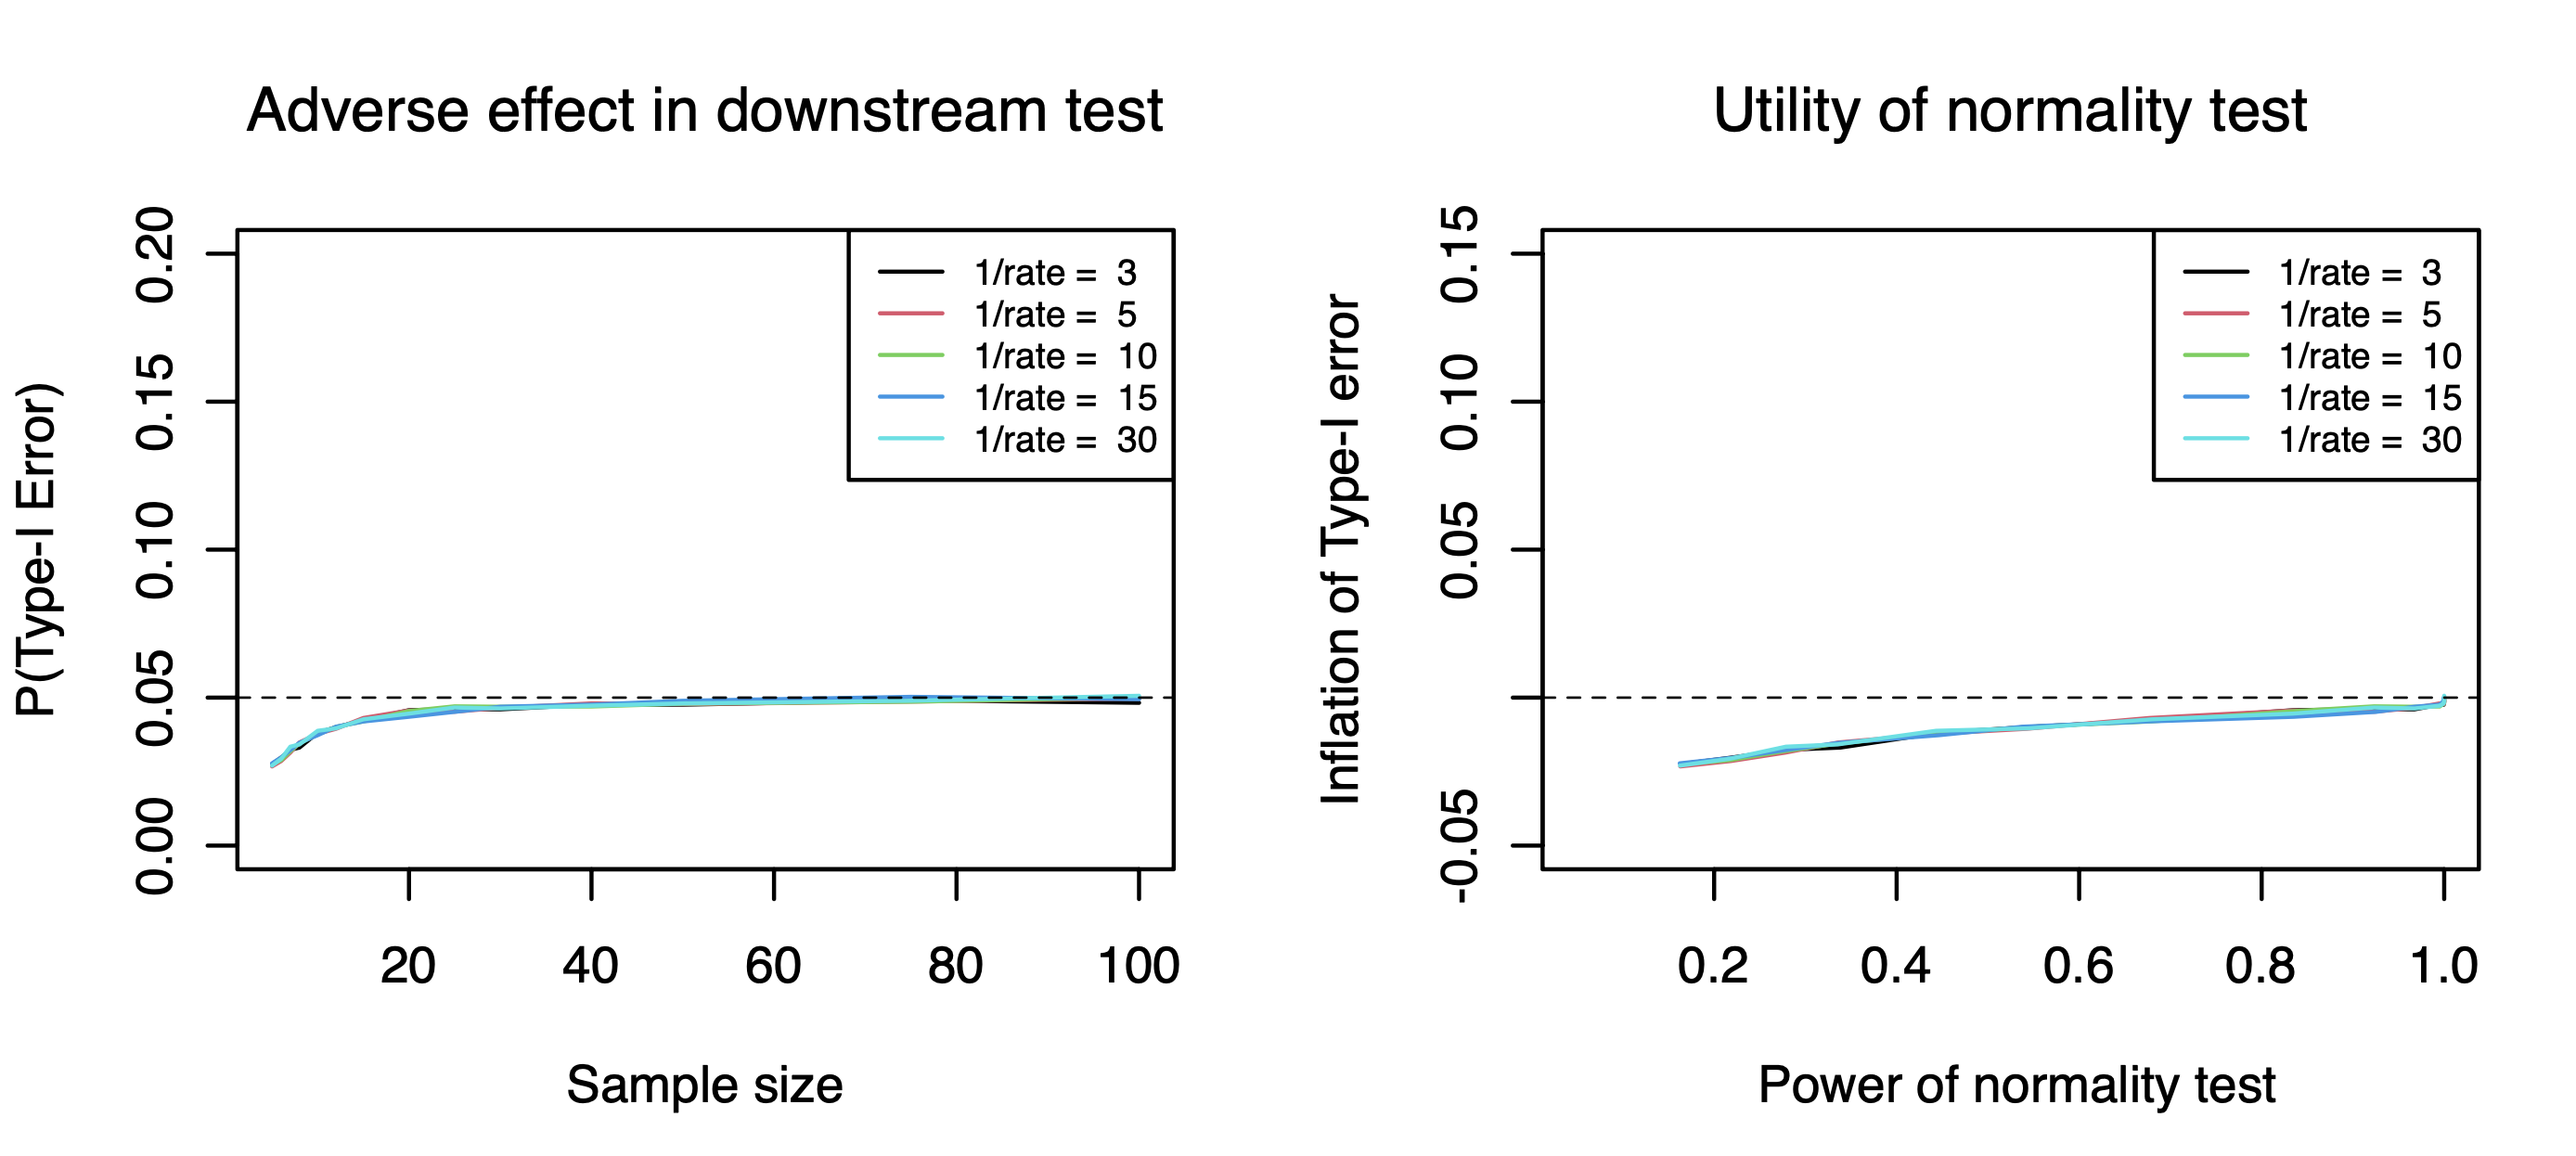 Adverse effect in downstream test
P(Type-I Error)
0.20
0.15
0.10
0.05
0.00
1/rate = 3
1/rate = 5
1/rate = 10
1/rate = 15
1/rate = 30
20 40 60 80 100
Sample size
Utility of normality test
Inflation of Type-I error
0.15
0.10
0.05
-0.05
1/rate = 3
1/rate = 5
1/rate = 10
1/rate = 15
1/rate = 30
0.2 0.4 0.6 0.8 1.0
Power of normality test